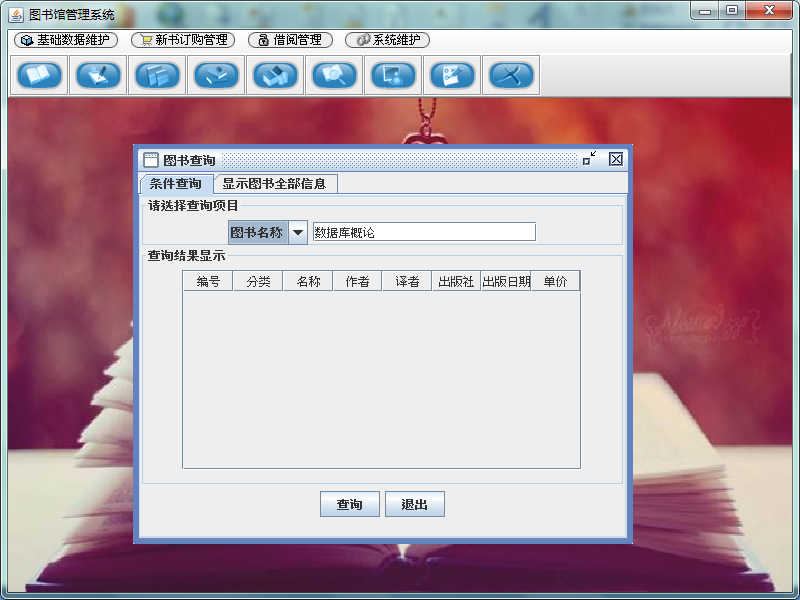 图书馆管理系统
基础数据维护 新书订购管理 借阅管理 系统维护
图书查询
条件查询 显示图书全部信息
请选择查询项目
图书名称 数据库概论
查询结果显示
编号 分类 名称 作者 译者 出版社 出版日期 单价
查询 退出